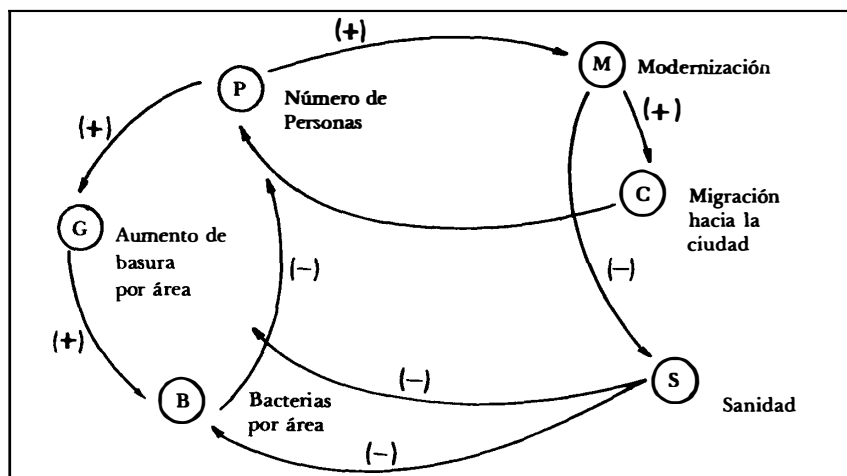 (+)
P
Número de
Personas
M
Modernización
(+)
(+)
C
Migración
hacia la
ciudad
G
Aumento de
basura
por área
(−)
(−)
(+)
(−)
B
Bacterias
por área
S
Sanidad
(−)